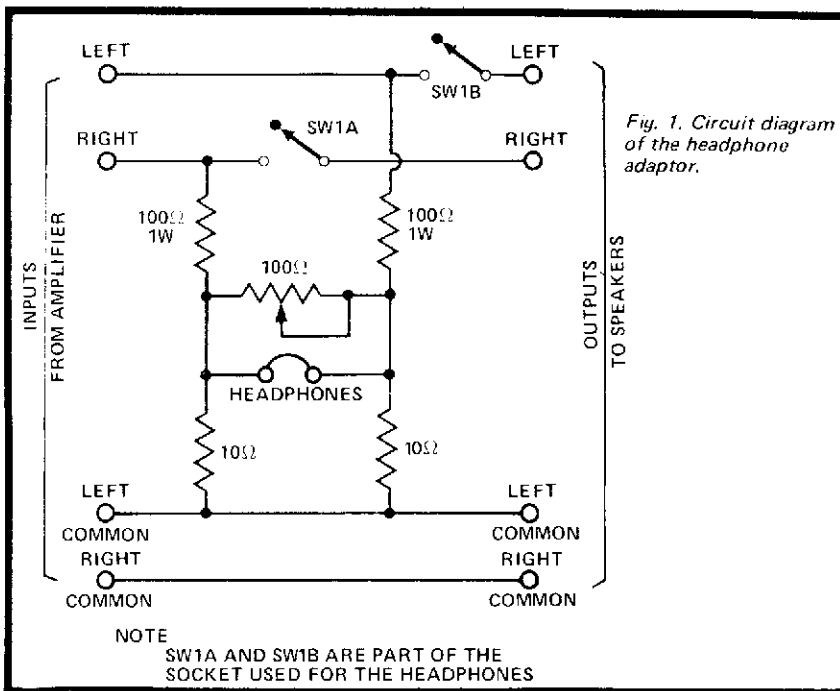 LEFT
SW1B
LEFT
RIGHT
SW1A
RIGHT
Fig. 1. Circuit diagram
of the headphone
adaptor.
100Ω
1W
100Ω
1W
100Ω
INPUTS
FROM AMPLIFIER
OUTPUTS
TO SPEAKERS
HEADPHONES
10Ω
10Ω
LEFT
COMMON
LEFT
COMMON
RIGHT
COMMON
RIGHT
COMMON
NOTE
SW1A AND SW1B ARE PART OF THE
SOCKET USED FOR THE HEADPHONES